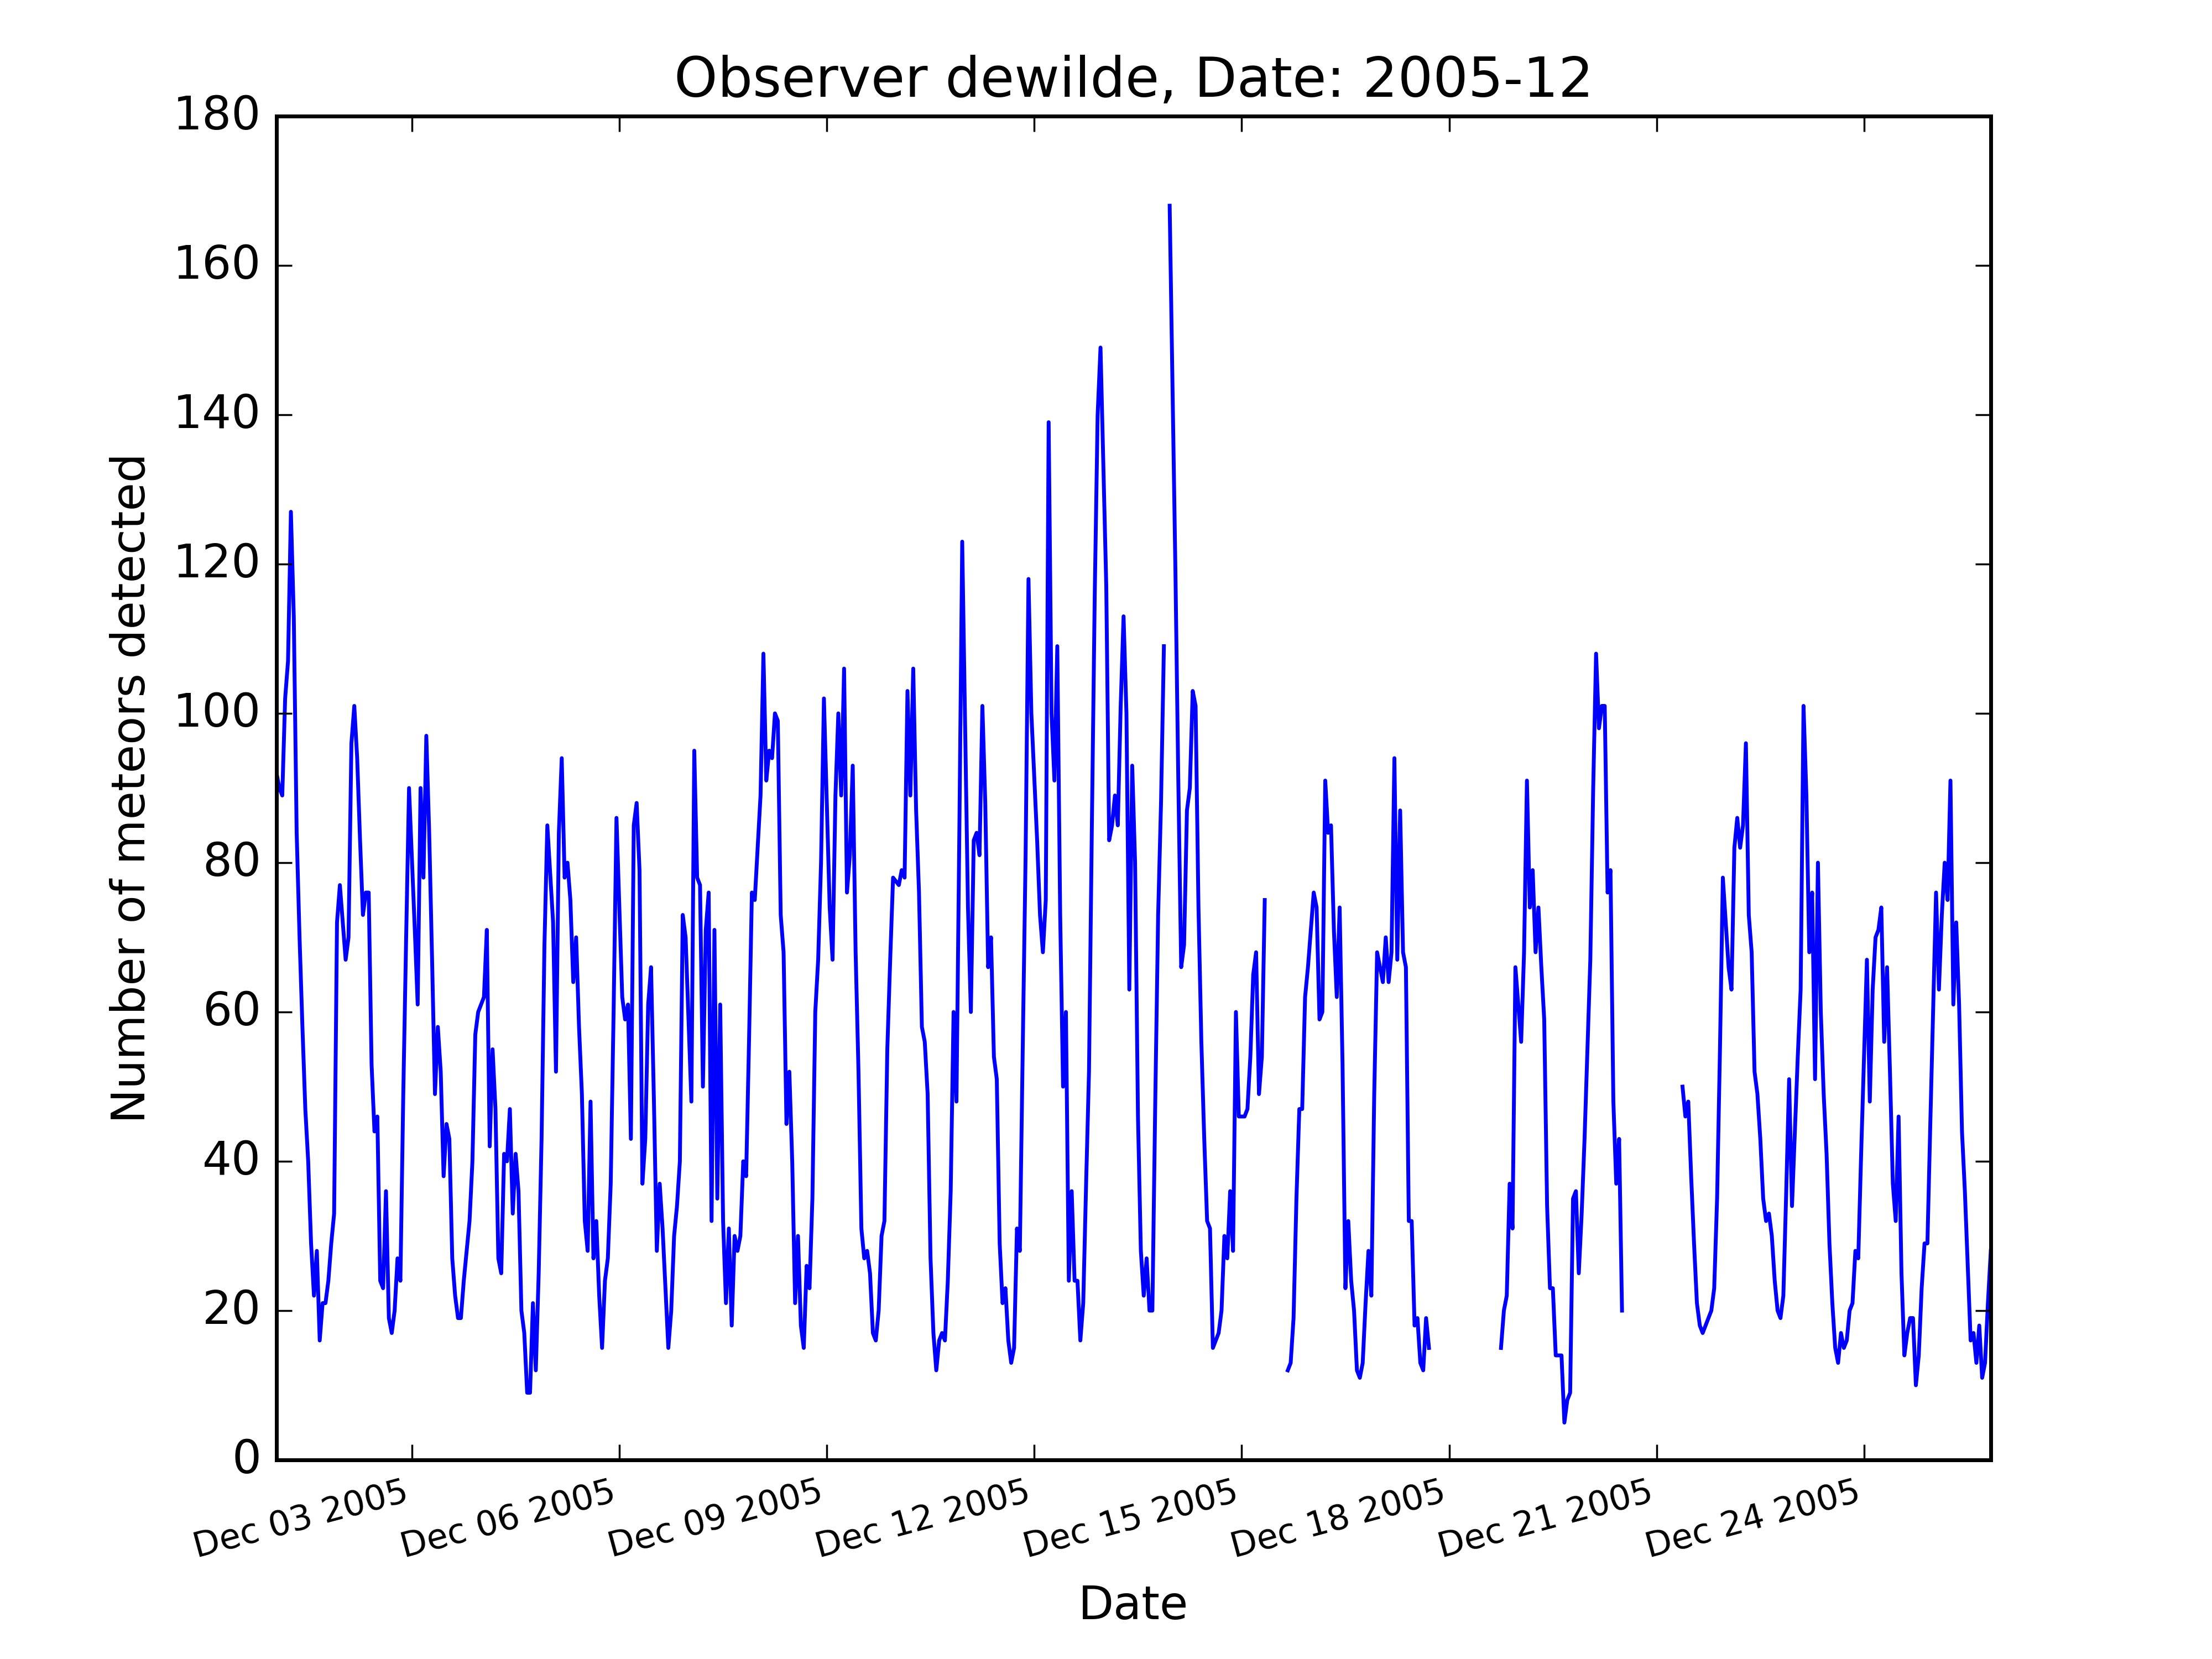 Observer dewilde, Date: 2005-12
Number of meteors detected
180
160
140
120
100
80
60
40
20
0
Dec 03 2005
Dec 06 2005
Dec 09 2005
Dec 12 2005
Dec 15 2005
Dec 18 2005
Dec 21 2005
Dec 24 2005
Date